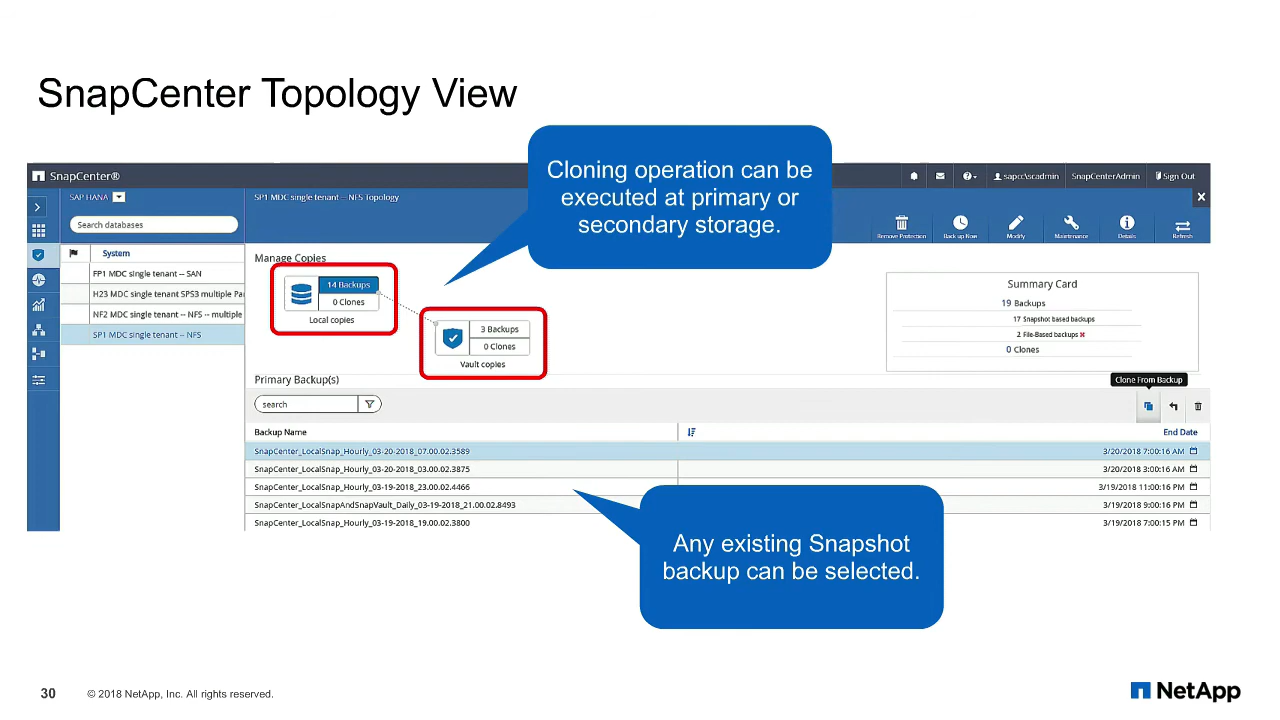 SnapCenter Topology View
Cloning operation can be
executed at primary or
secondary storage.
SnapCenter®
sapcc\scadmin
SnapCenterAdmin
Sign Out
SAP HANA
SP1 MDC single tenant -- NFS Topology
Search databases
Remove Protection
Back up Now
Modify
Maintenance
Details
Refresh
System
FP1 MDC single tenant -- SAN
H23 MDC single tenant SPS3 multiple Pa
NF2 MDC single tenant -- NFS -- multiple
SP1 MDC single tenant -- NFS
Manage Copies
14 Backups
0 Clones
Local copies
3 Backups
0 Clones
Vault copies
Summary Card
19 Backups
17 Snapshot based backups
2 File-Based backups
0 Clones
Primary Backup(s)
Clone From Backup
search
Backup Name
End Date
SnapCenter_LocalSnap_Hourly_03-20-2018_07.00.02.3589
3/20/2018 7:00:16 AM
SnapCenter_LocalSnap_Hourly_03-20-2018_03.00.02.3875
3/20/2018 3:00:16 AM
SnapCenter_LocalSnap_Hourly_03-19-2018_23.00.02.4466
3/19/2018 11:00:16 PM
SnapCenter_LocalSnapAndSnapVault_Daily_03-19-2018_21.00.02.8493
3/19/2018 9:00:16 PM
SnapCenter_LocalSnap_Hourly_03-19-2018_19.00.02.3800
3/19/2018 7:00:15 PM
Any existing Snapshot
backup can be selected.
30
© 2018 NetApp, Inc. All rights reserved.
NetApp